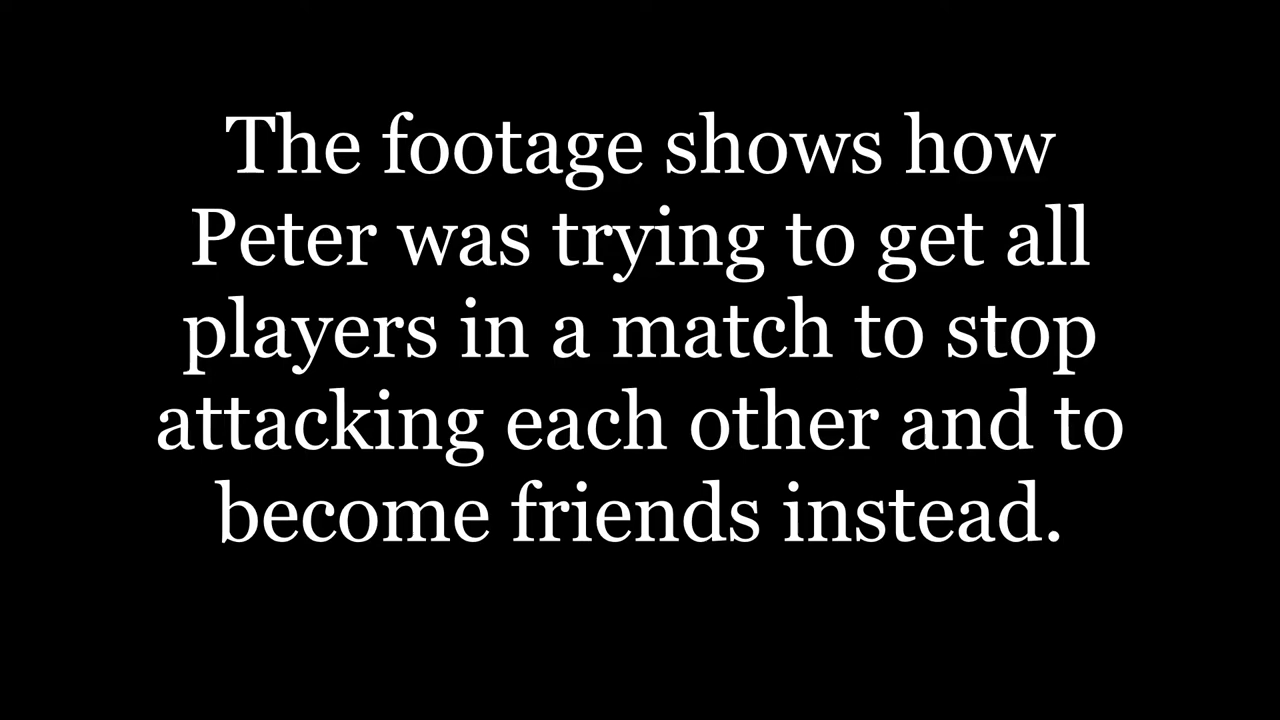 The footage shows how
Peter was trying to get all
players in a match to stop
attacking each other and to
become friends instead.